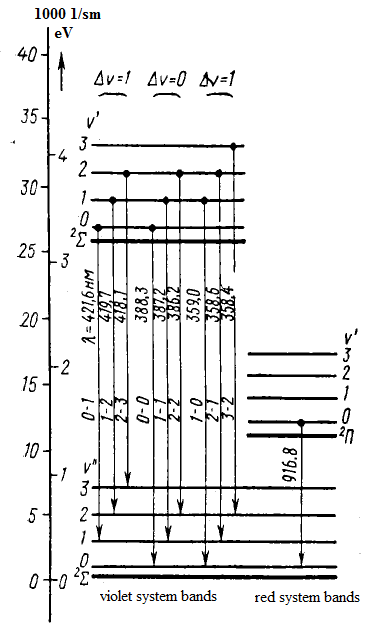 1000 1/sm
eV
40
Δv=1 Δv=0 Δv=1
35
v'
3
4
2
30
1
0
²Σ
25
3
λ=421,6нм 419,7 418,1 388,3 387,2 386,2 359,0 358,6 358,4
20
v'
3
2
2
15
1
0-1 1-2 2-3 0-0 1-1 2-2 1-0 2-1 3-2
0
²П
10
916.8
v"
1
3
5
2
1
0
0 0 ²Σ
violet system bands red system bands